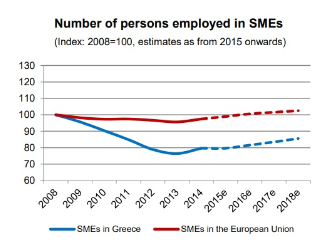 Number of persons employed in SMEs
(Index: 2008=100, estimates as from 2015 onwards)
130
120
110
100
90
80
70
60
2008 2009 2010 2011 2012 2013 2014 2015e 2016e 2017e 2018e
SMEs in Greece SMEs in the European Union